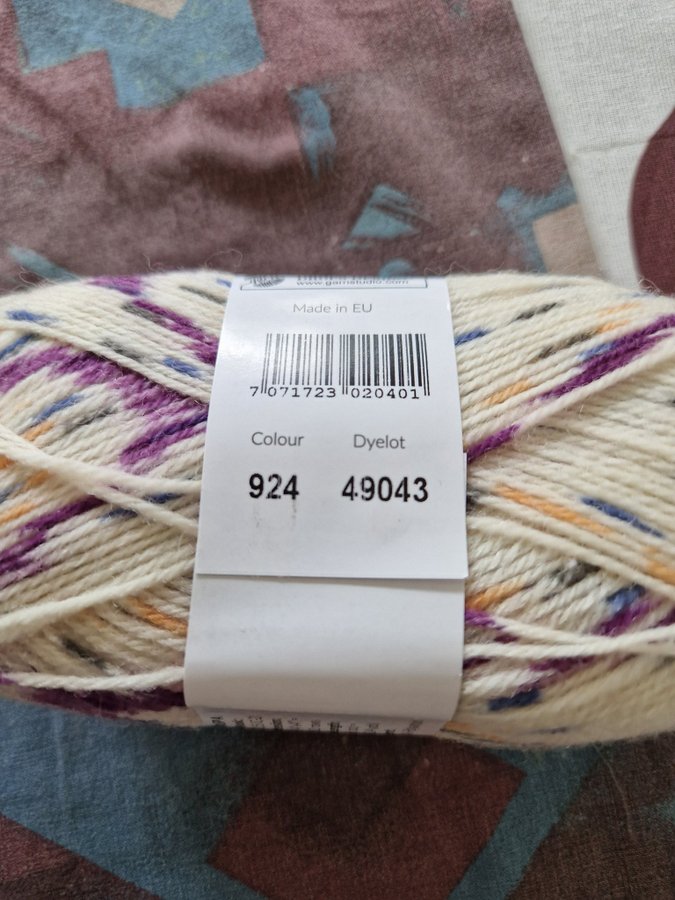 www.garnstudio.com
Made in EU
7 071723 020401
Colour Dyelot
924 49043